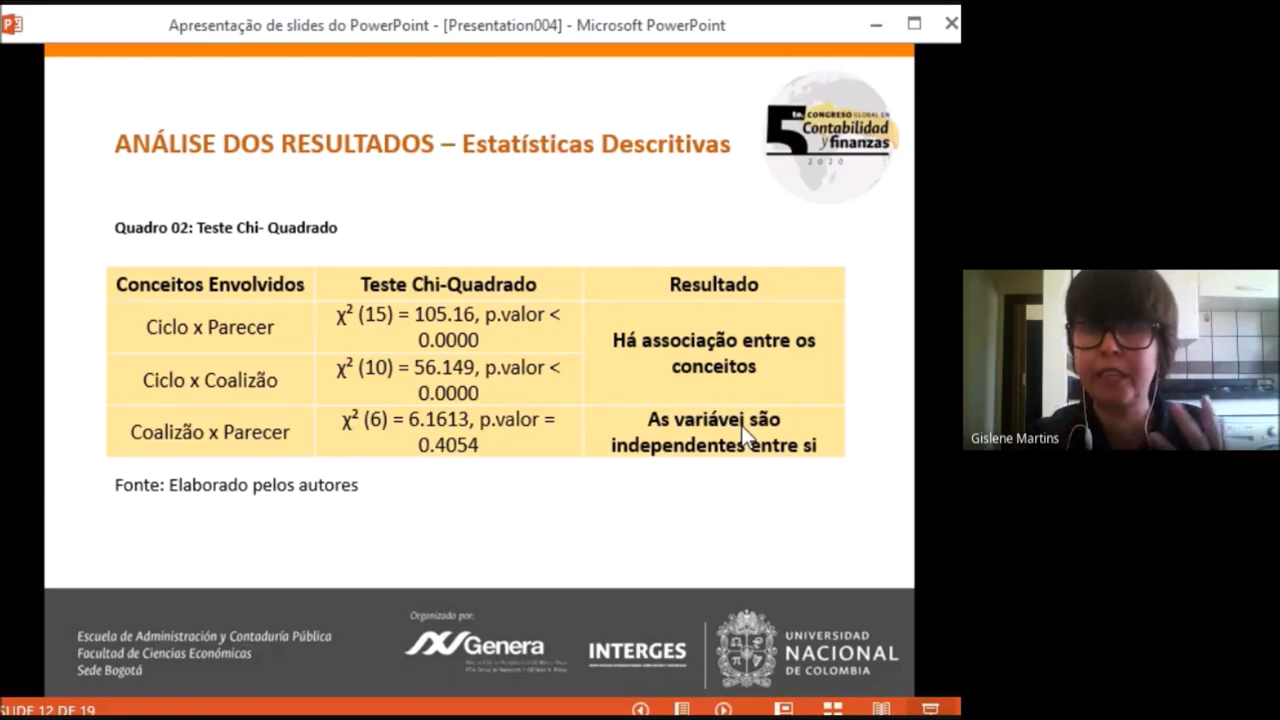 Apresentação de slides do PowerPoint - [Presentation004] - Microsoft PowerPoint
ANÁLISE DOS RESULTADOS – Estatísticas Descritivas
5to. CONGRESO GLOBAL EN
Contabilidad
y finanzas
2020
Quadro 02: Teste Chi- Quadrado
Conceitos Envolvidos Teste Chi-Quadrado Resultado
Ciclo x Parecer
χ² (15) = 105.16, p.valor <
0.0000
Há associação entre os
conceitos
Ciclo x Coalizão
χ² (10) = 56.149, p.valor <
0.0000
Coalizão x Parecer
χ² (6) = 6.1613, p.valor =
0.4054
As variável são
independentes entre si
Fonte: Elaborado pelos autores
Gislene Martins
Escuela de Administración y Contaduría Pública
Facultad de Ciencias Económicas
Sede Bogotá
Organizado por:
Genera
INTERGES
UNIVERSIDAD
NACIONAL
DE COLOMBIA
SLIDE 12 DE 19